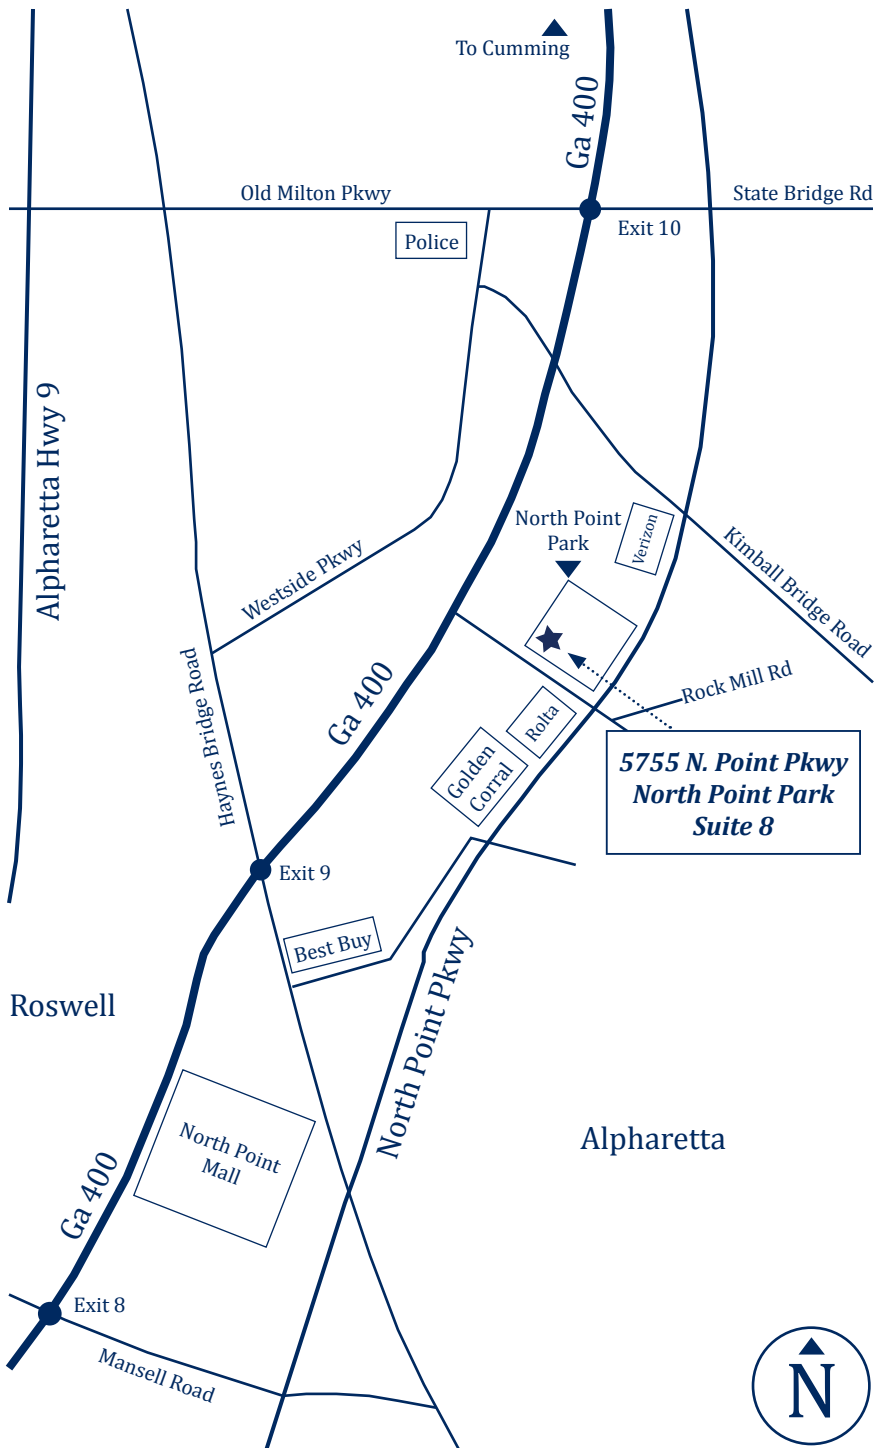 To Cumming
Ga 400
Old Milton Pkwy
State Bridge Rd
Police
Exit 10
Alpharetta Hwy 9
North Point
Park
Verizon
Kimball Bridge Road
Westside Pkwy
Haynes Bridge Road
Ga 400
Rock Mill Rd
Rolta
Golden
Corral
5755 N. Point Pkwy
North Point Park
Suite 8
Exit 9
Best Buy
North Point Pkwy
Roswell
North Point
Mall
Alpharetta
Ga 400
Exit 8
Mansell Road
N